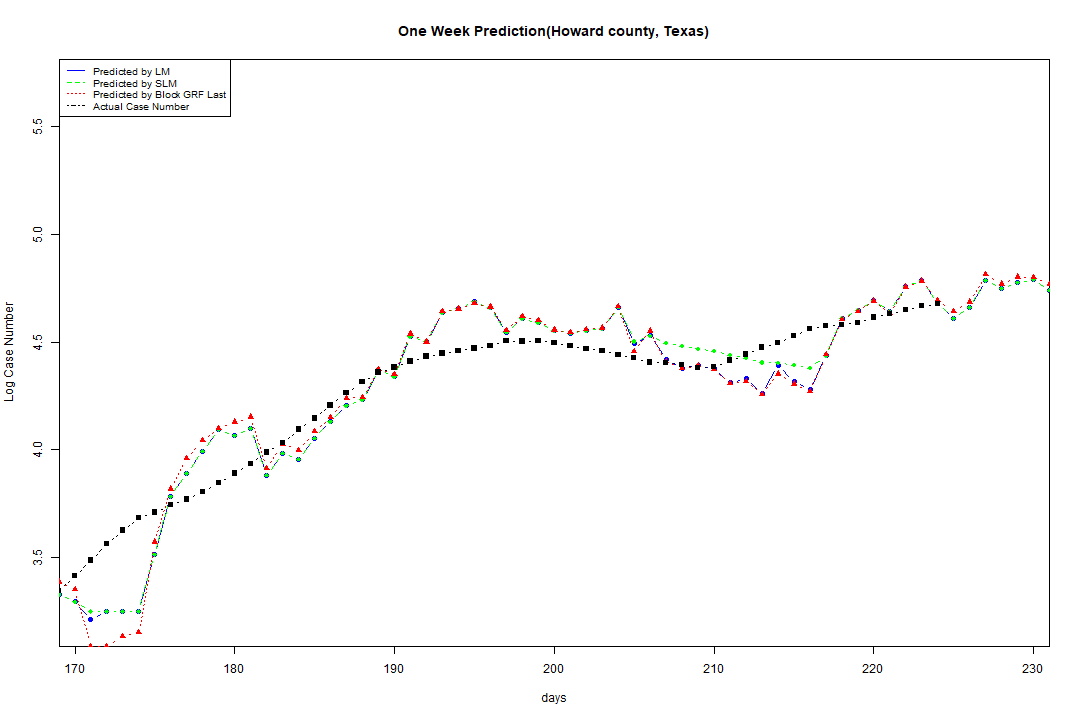 One Week Prediction(Howard county, Texas)
Predicted by LM
Predicted by SLM
Predicted by Block GRF Last
Actual Case Number
5.5
5.0
4.5
4.0
3.5
Log Case Number
170 180 190 200 210 220 230
days